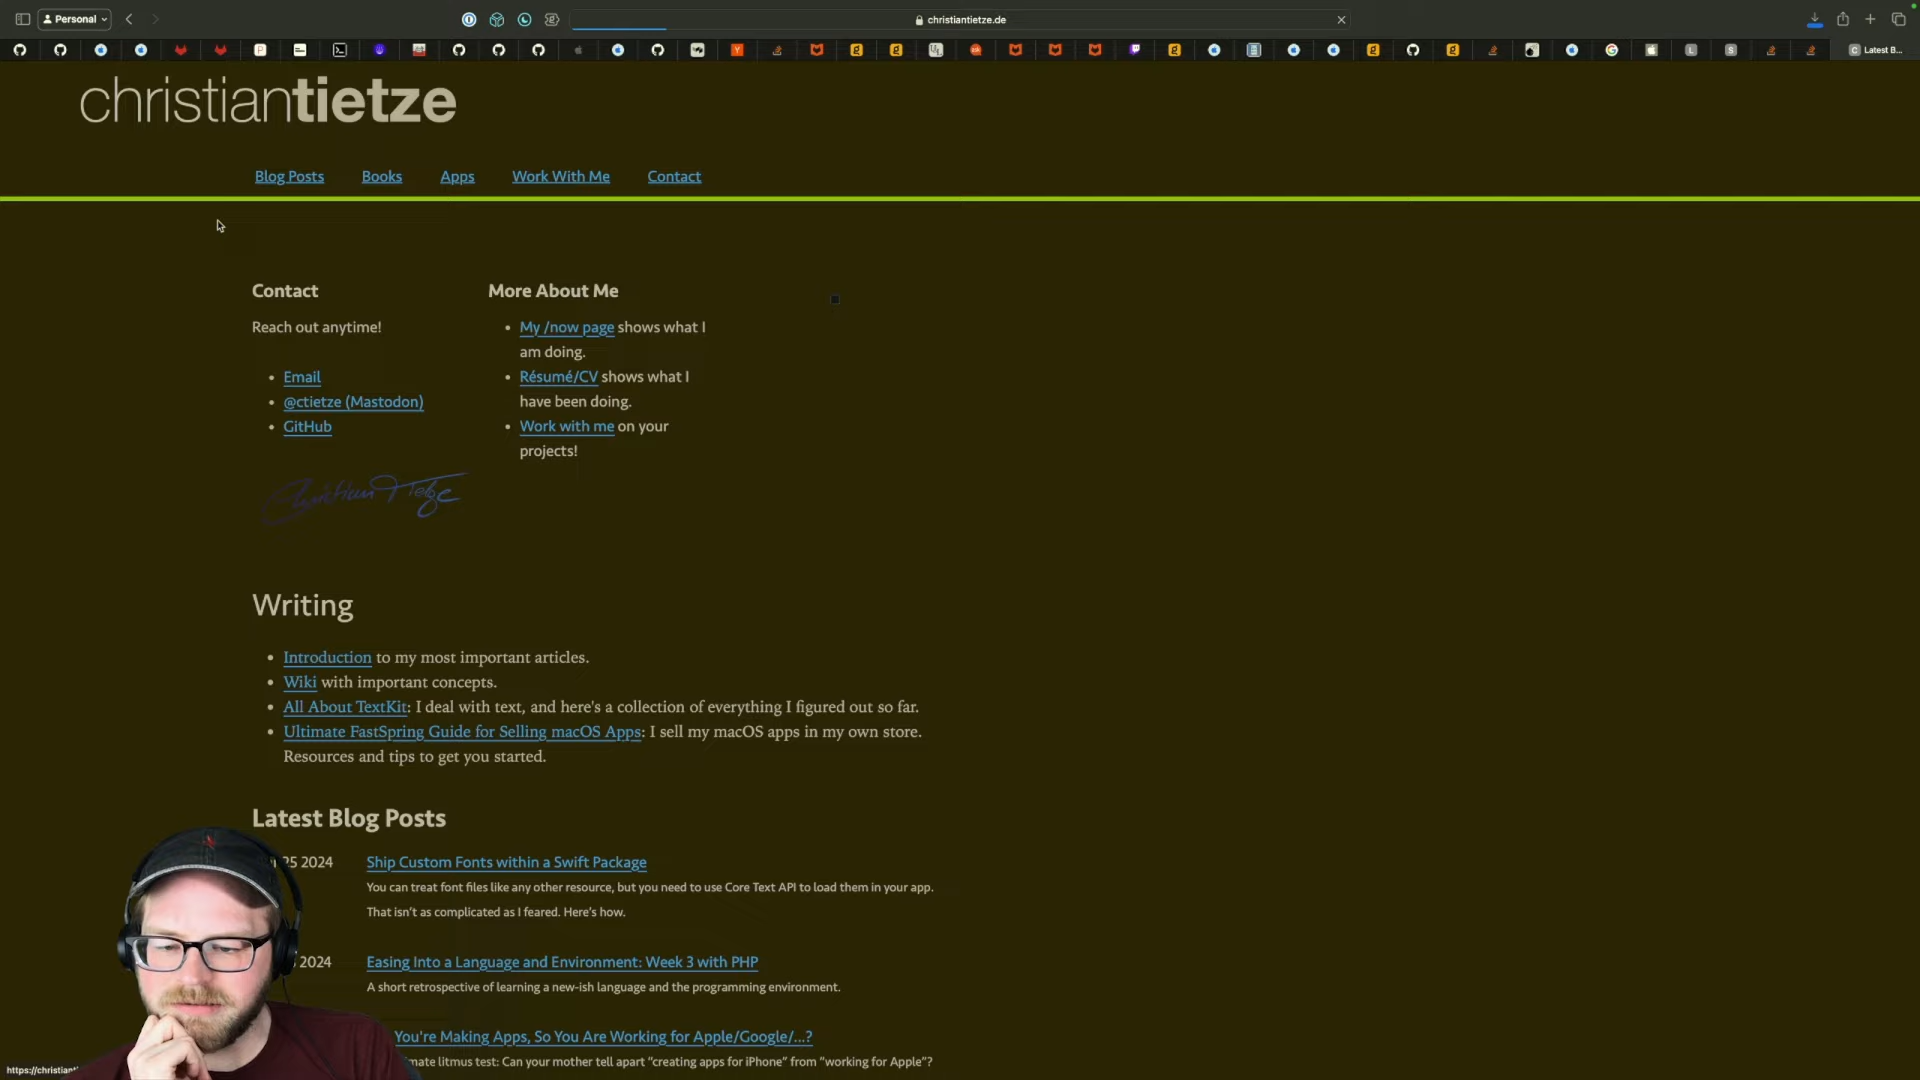 Personal
christiantietze.de
Latest B...
christiantietze
Blog Posts
Books
Apps
Work With Me
Contact
Contact
Reach out anytime!
• Email
• @ctietze (Mastodon)
• GitHub
Christian Tietze
More About Me
• My /now page shows what I
am doing.
• Résumé/CV shows what I
have been doing.
• Work with me on your
projects!
Writing
• Introduction to my most important articles.
• Wiki with important concepts.
• All About TextKit: I deal with text, and here's a collection of everything I figured out so far.
• Ultimate FastSpring Guide for Selling macOS Apps: I sell my macOS apps in my own store.
Resources and tips to get you started.
Latest Blog Posts
25 2024
Ship Custom Fonts within a Swift Package
You can treat font files like any other resource, but you need to use Core Text API to load them in your app.
That isn’t as complicated as I feared. Here’s how.
2024
Easing Into a Language and Environment: Week 3 with PHP
A short retrospective of learning a new-ish language and the programming environment.
You're Making Apps, So You Are Working for Apple/Google/…?
mate litmus test: Can your mother tell apart “creating apps for iPhone” from “working for Apple”?
https://christiant